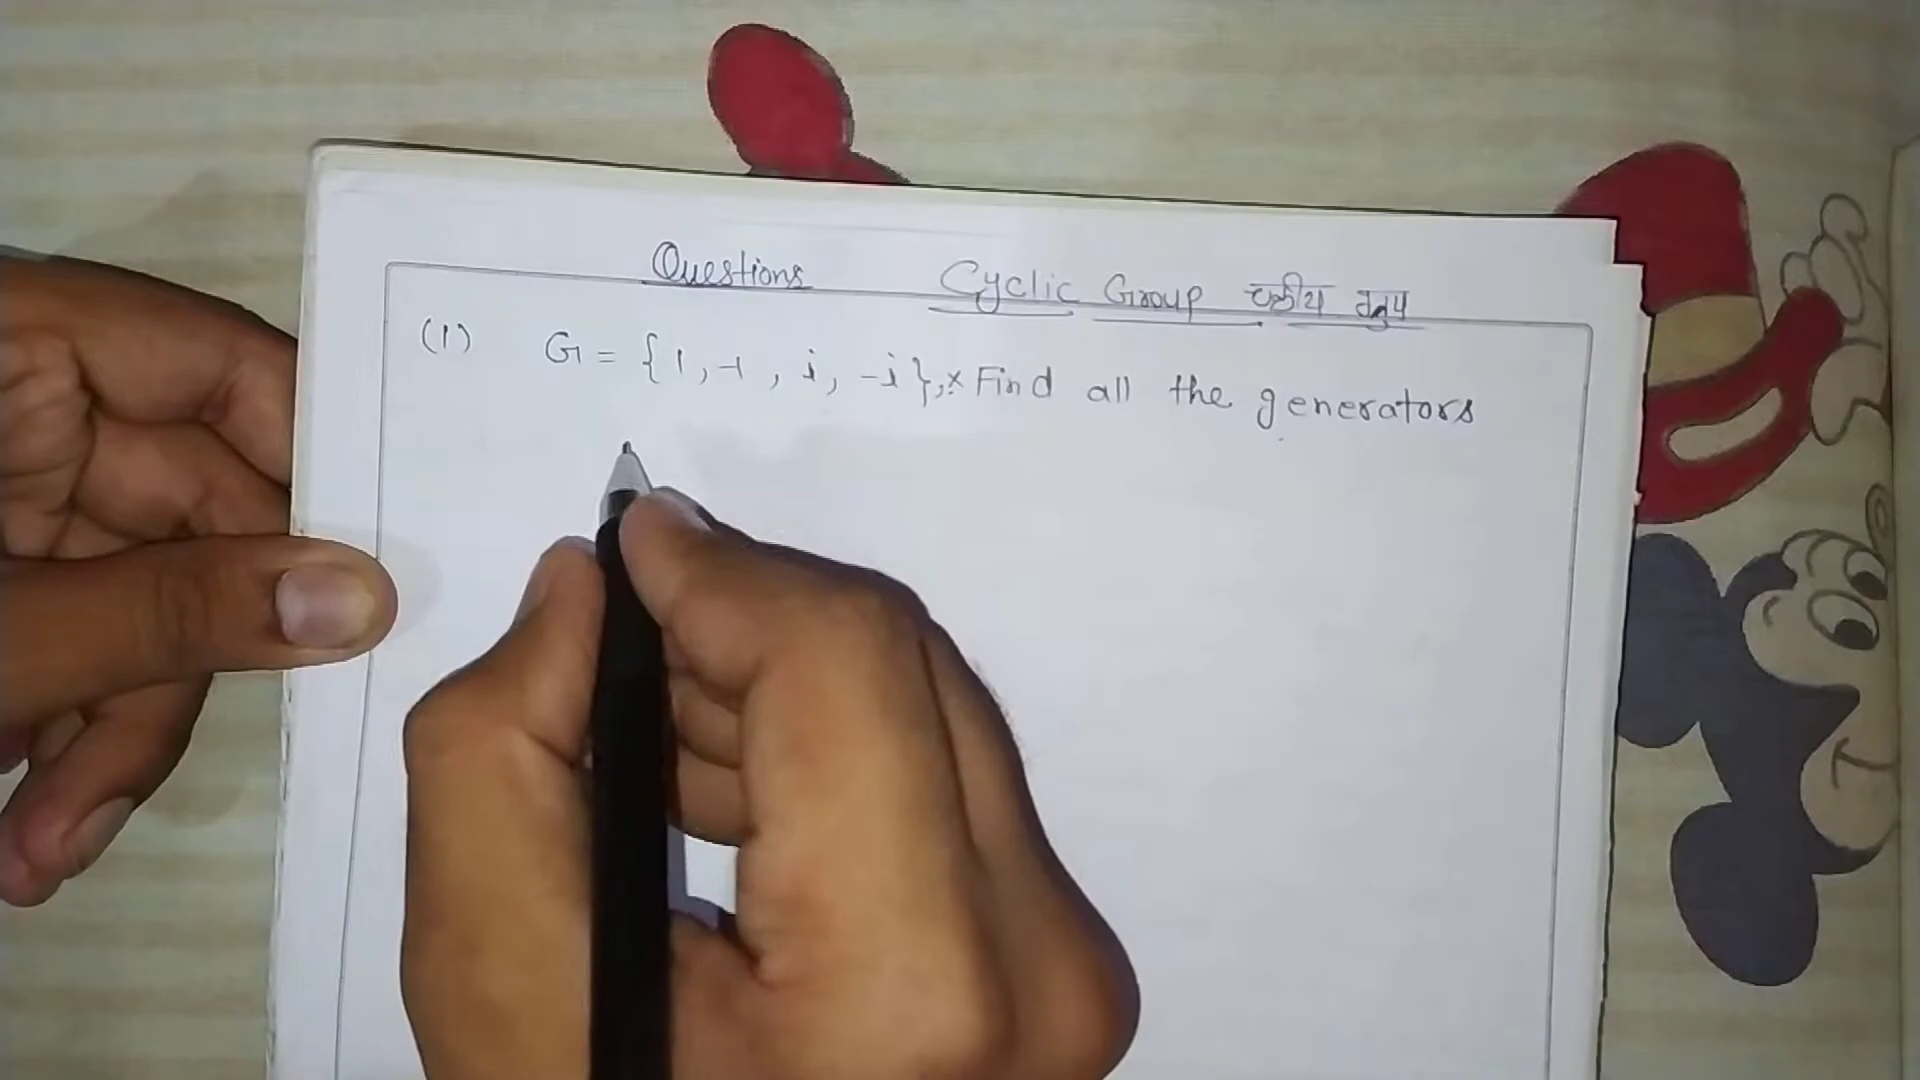 Questions Cyclic Group चक्रीय समूह
(1) G = {1, -1, i, -i}, × Find all the generators